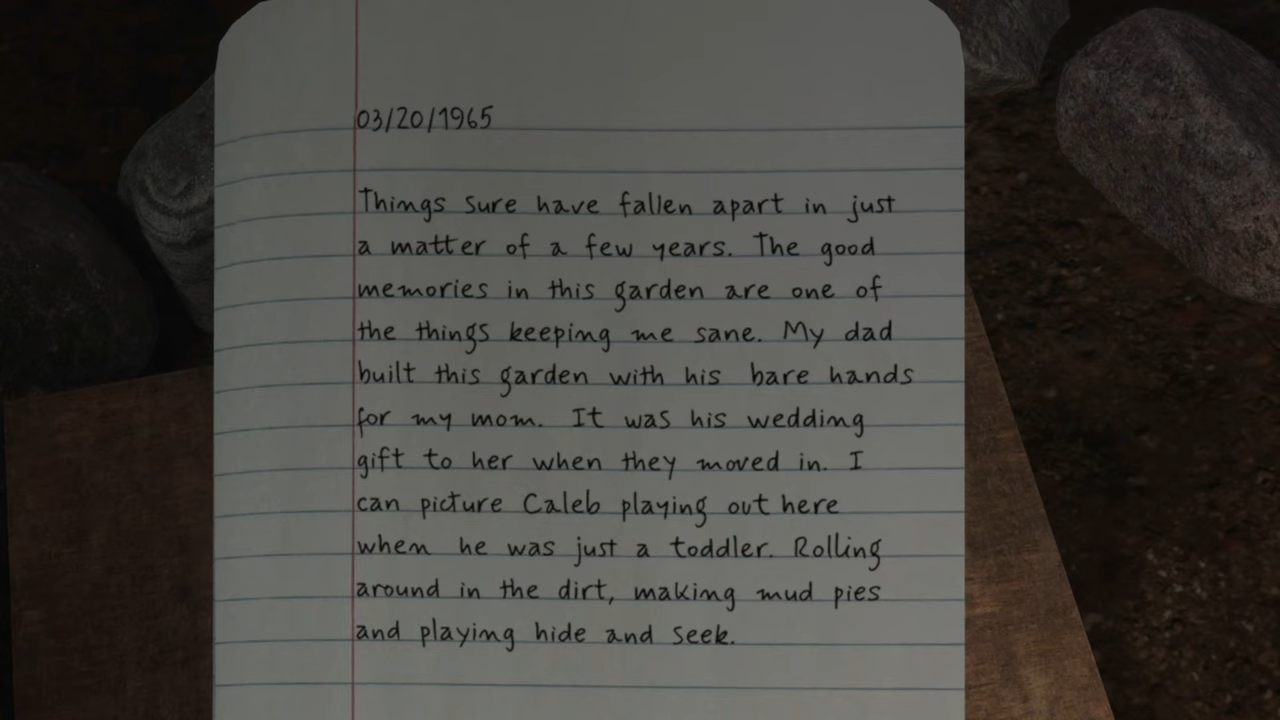 03/20/1965
Things sure have fallen apart in just
a matter of a few years. The good
memories in this garden are one of
the things keeping me sane. My dad
built this garden with his bare hands
for my mom. It was his wedding
gift to her when they moved in. I
can picture Caleb playing out here
when he was just a toddler. Rolling
around in the dirt, making mud pies
and playing hide and seek.